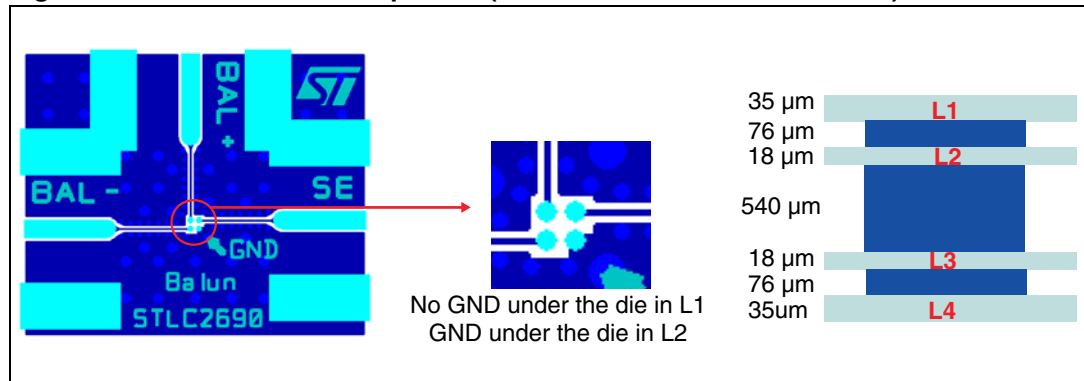 BAL +
ST
BAL -
SE
GND
Balun
STLC2690
No GND under the die in L1
GND under the die in L2
35 µm
L1
76 µm
18 µm
L2
540 µm
18 µm
L3
76 µm
35um
L4